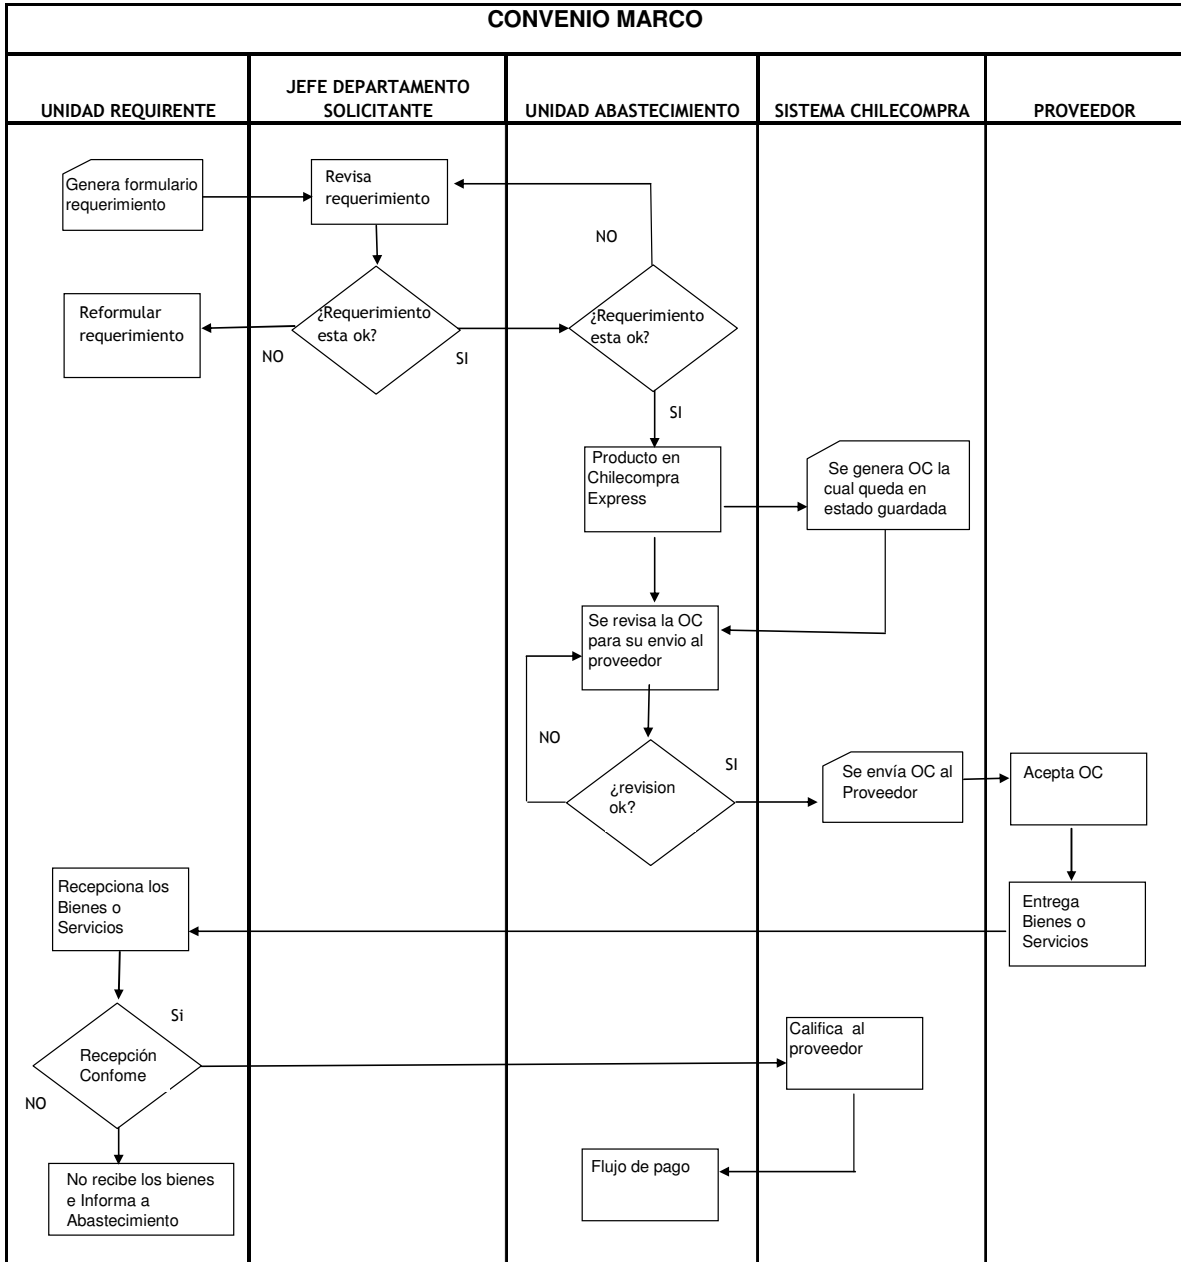 CONVENIO MARCO
UNIDAD REQUIRENTE
JEFE DEPARTAMENTO
SOLICITANTE
UNIDAD ABASTECIMIENTO
SISTEMA CHILECOMPRA
PROVEEDOR
Genera formulario
requerimiento
Revisa
requerimiento
NO
Reformular
requerimiento
¿Requerimiento
esta ok?
NO
SI
¿Requerimiento
esta ok?
SI
Producto en
Chilecompra
Express
Se genera OC la
cual queda en
estado guardada
Se revisa la OC
para su envio al
proveedor
NO
SI
¿revision
ok?
Se envía OC al
Proveedor
Acepta OC
Recepciona los
Bienes o
Servicios
Entrega
Bienes o
Servicios
Si
Recepción
Confome
NO
Califica al
proveedor
No recibe los bienes
e Informa a
Abastecimiento
Flujo de pago